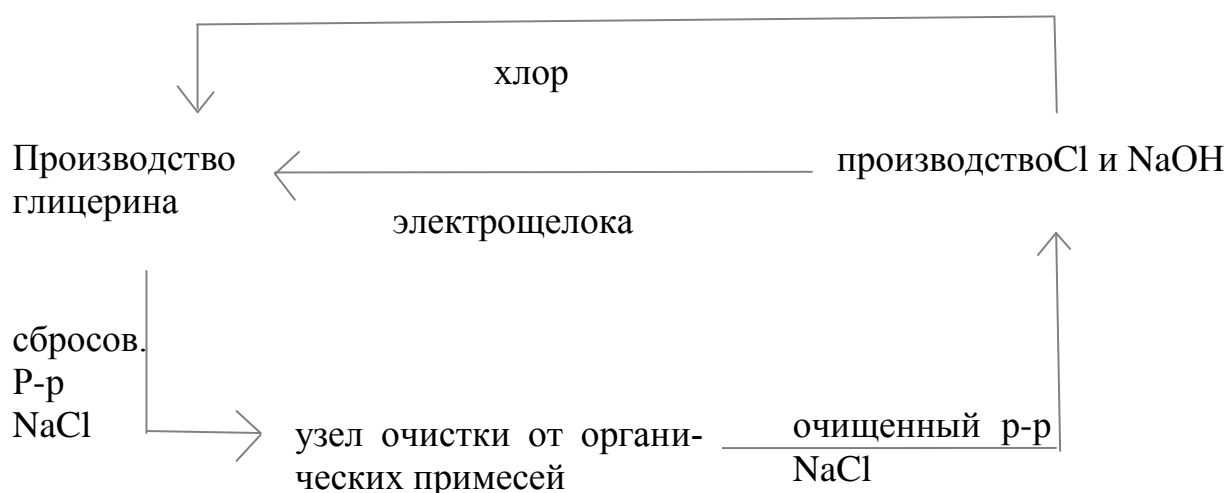 хлор
Производство
глицерина
производствоCl и NaOH
электрощелока
сбросов.
Р-р
NaCl
узел очистки от органи-
ческих примесей
очищенный р-р
NaCl